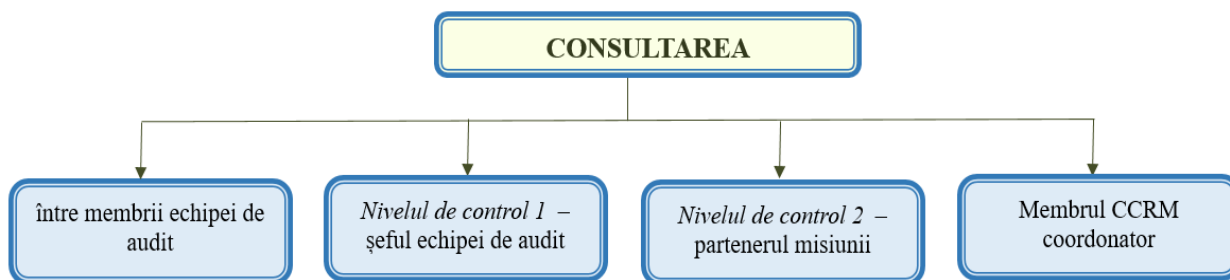 CONSULTAREA
între membrii echipei de
audit
Nivelul de control 1 –
șeful echipei de audit
Nivelul de control 2 –
partenerul misiunii
Membrul CCRM
coordonator